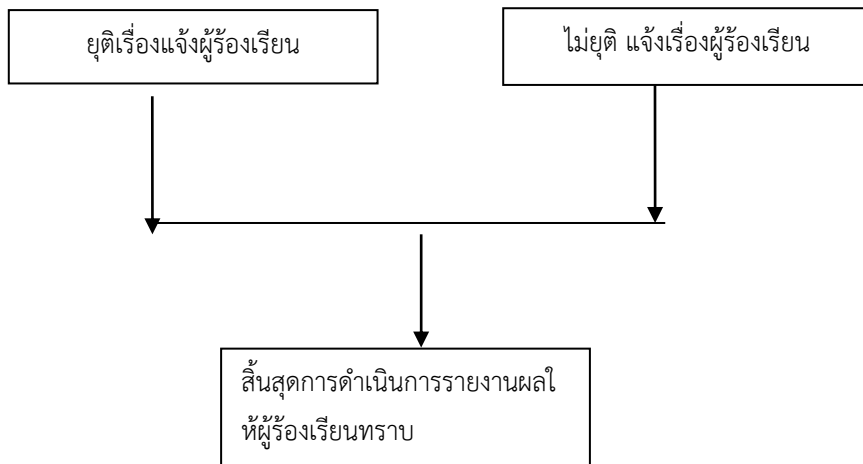 ยุติเรื่องแจ้งผู้ร้องเรียน
ไม่ยุติ แจ้งเรื่องผู้ร้องเรียน
สิ้นสุดการดำเนินการรายงานผลใ
ห้ผู้ร้องเรียนทราบ